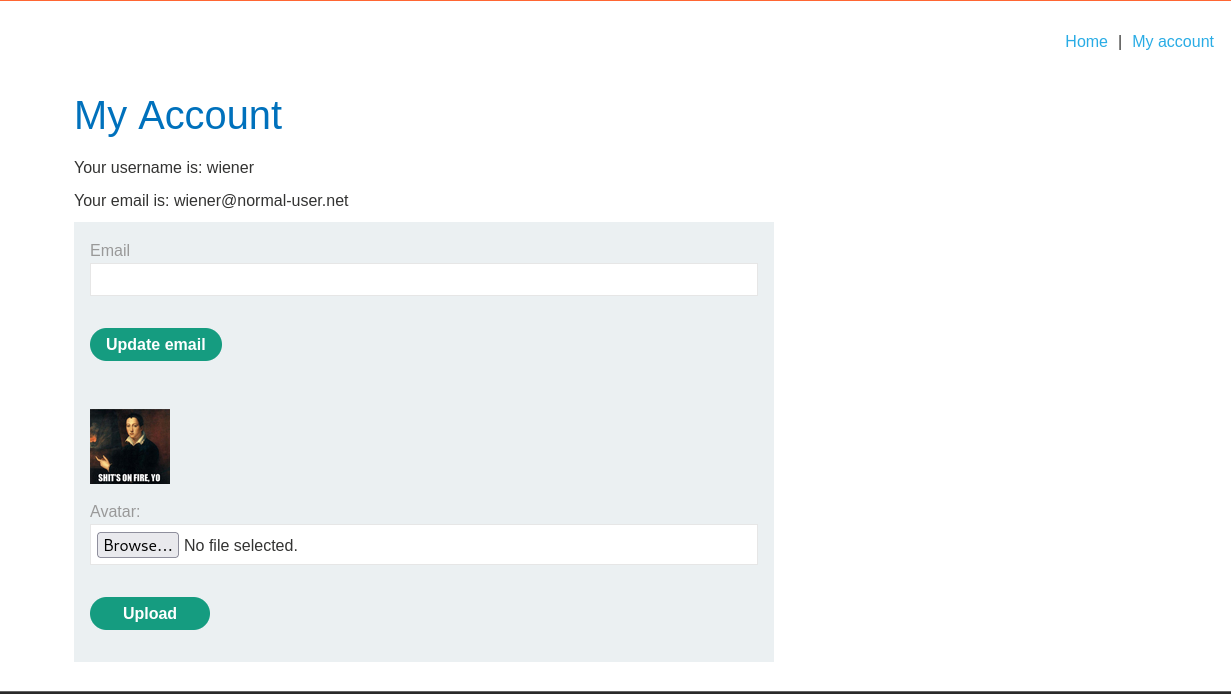 Home | My account
My Account
Your username is: wiener
Your email is: wiener@normal-user.net
Email
Update email
SHIT'S ON FIRE, YO
Avatar:
Browse... No file selected.
Upload